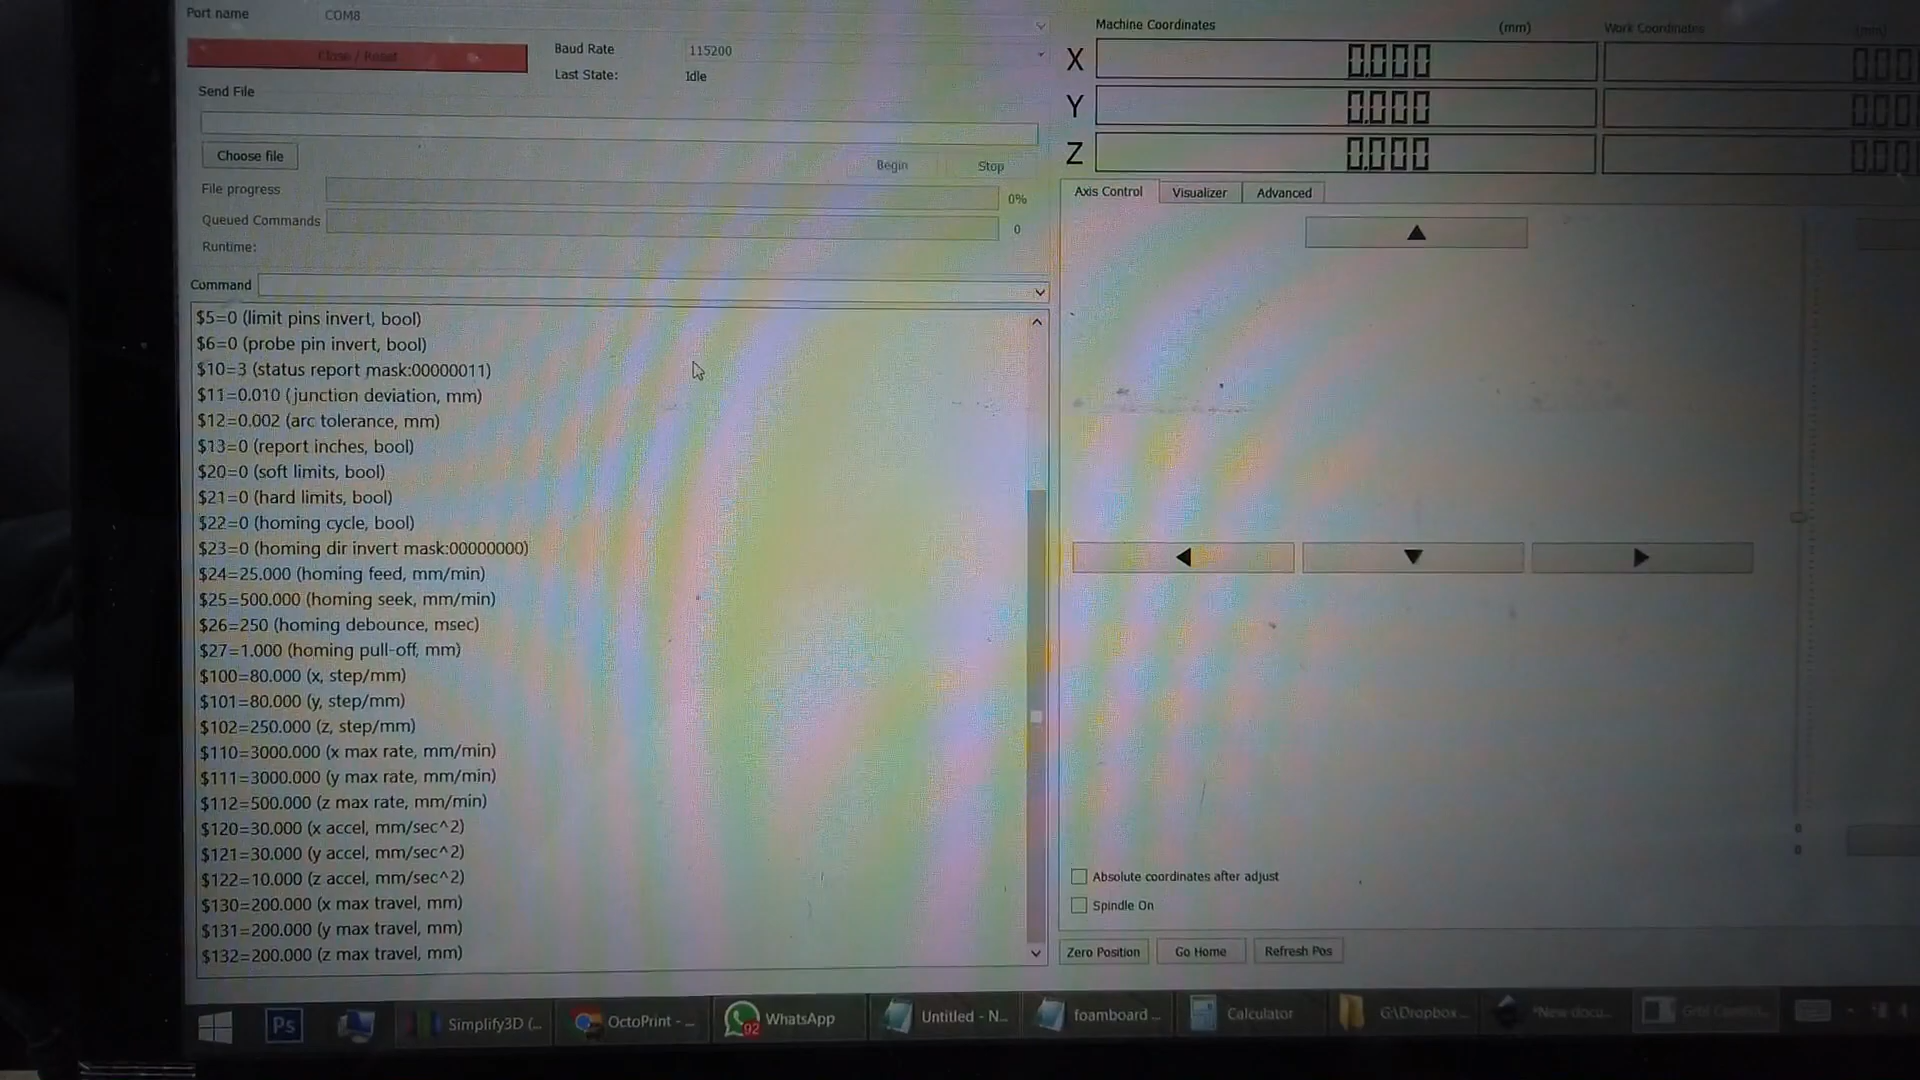 Port name COM8
Close / Reset
Baud Rate 115200
Last State: Idle
Send File
Choose file
Begin
Stop
File progress 0%
Queued Commands 0
Runtime:
Command
$5=0 (limit pins invert, bool)
$6=0 (probe pin invert, bool)
$10=3 (status report mask:00000011)
$11=0.010 (junction deviation, mm)
$12=0.002 (arc tolerance, mm)
$13=0 (report inches, bool)
$20=0 (soft limits, bool)
$21=0 (hard limits, bool)
$22=0 (homing cycle, bool)
$23=0 (homing dir invert mask:00000000)
$24=25.000 (homing feed, mm/min)
$25=500.000 (homing seek, mm/min)
$26=250 (homing debounce, msec)
$27=1.000 (homing pull-off, mm)
$100=80.000 (x, step/mm)
$101=80.000 (y, step/mm)
$102=250.000 (z, step/mm)
$110=3000.000 (x max rate, mm/min)
$111=3000.000 (y max rate, mm/min)
$112=500.000 (z max rate, mm/min)
$120=30.000 (x accel, mm/sec^2)
$121=30.000 (y accel, mm/sec^2)
$122=10.000 (z accel, mm/sec^2)
$130=200.000 (x max travel, mm)
$131=200.000 (y max travel, mm)
$132=200.000 (z max travel, mm)
Machine Coordinates (mm) Work Coordinates (mm)
X 0.000
Y 0.000
Z 0.000
Axis Control Visualizer Advanced
Absolute coordinates after adjust
Spindle On
Zero Position Go Home Refresh Pos
Ps Simplify3D (... OctoPrint - ... 92 WhatsApp Untitled - N... foamboard ... Calculator G:\Dropbox... *New docu...